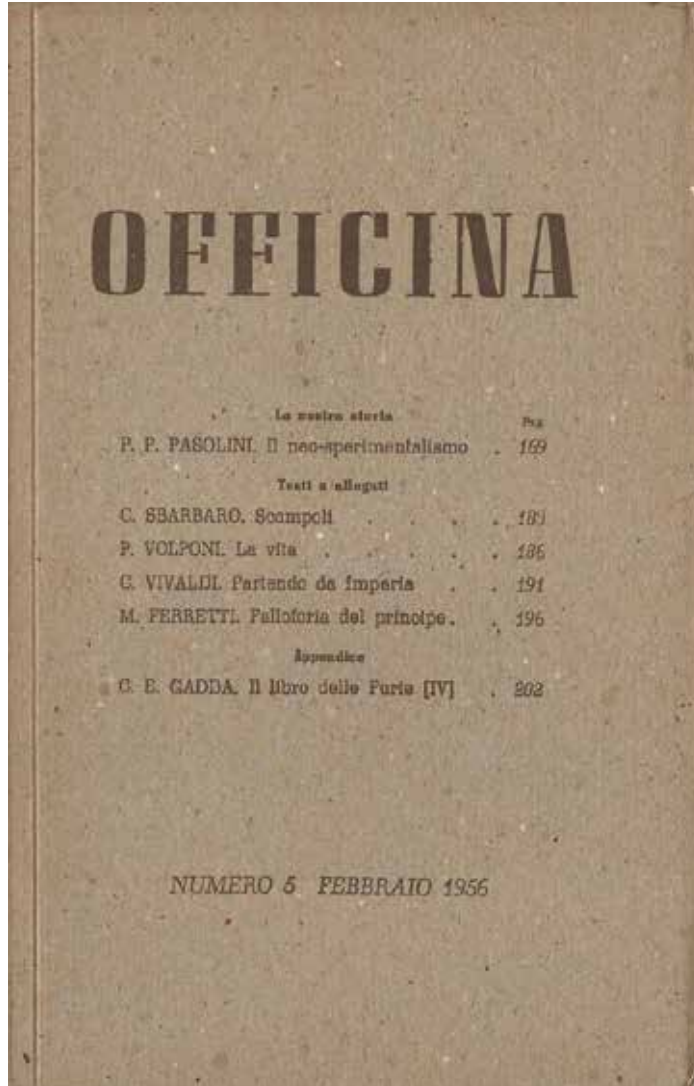 OFFICINA
La nostra storia
Pag.
P. P. PASOLINI. Il neo-sperimentalismo . 169
Testi e allegati
C. SBARBARO. Scampoli . . . . 183
P. VOLPONI. La vita . . . . . 186
C. VIVALDI. Partendo da Imperia . . 191
M. FERRETTI. Falloforia del principe . . 196
Appendice
C. E. GADDA. Il libro delle Furie [IV] . 202
NUMERO 5 FEBBRAIO 1956